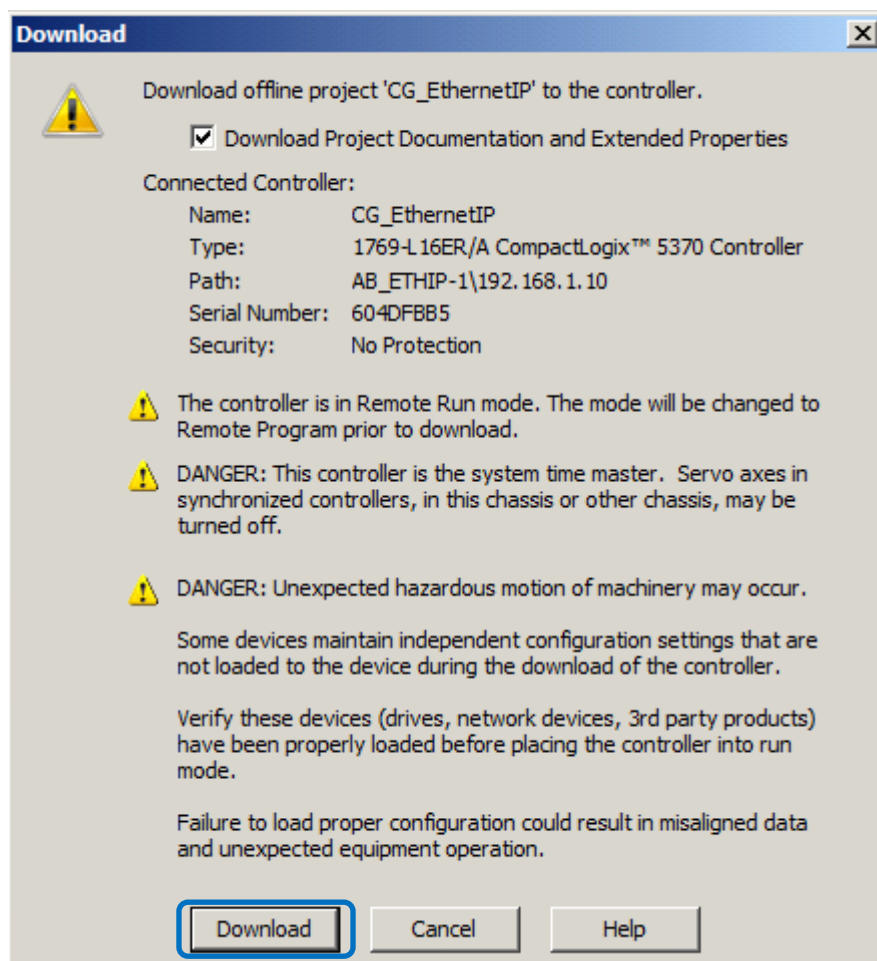 Download
Download offline project 'CG_EthernetIP' to the controller.
Download Project Documentation and Extended Properties
Connected Controller:
Name: CG_EthernetIP
Type: 1769-L16ER/A CompactLogix™ 5370 Controller
Path: AB_ETHIP-1\192.168.1.10
Serial Number: 604DFBB5
Security: No Protection
The controller is in Remote Run mode. The mode will be changed to
Remote Program prior to download.
DANGER: This controller is the system time master.  Servo axes in
synchronized controllers, in this chassis or other chassis, may be
turned off.
DANGER: Unexpected hazardous motion of machinery may occur.
Some devices maintain independent configuration settings that are
not loaded to the device during the download of the controller.
Verify these devices (drives, network devices, 3rd party products)
have been properly loaded before placing the controller into run
mode.
Failure to load proper configuration could result in misaligned data
and unexpected equipment operation.
Download Cancel Help